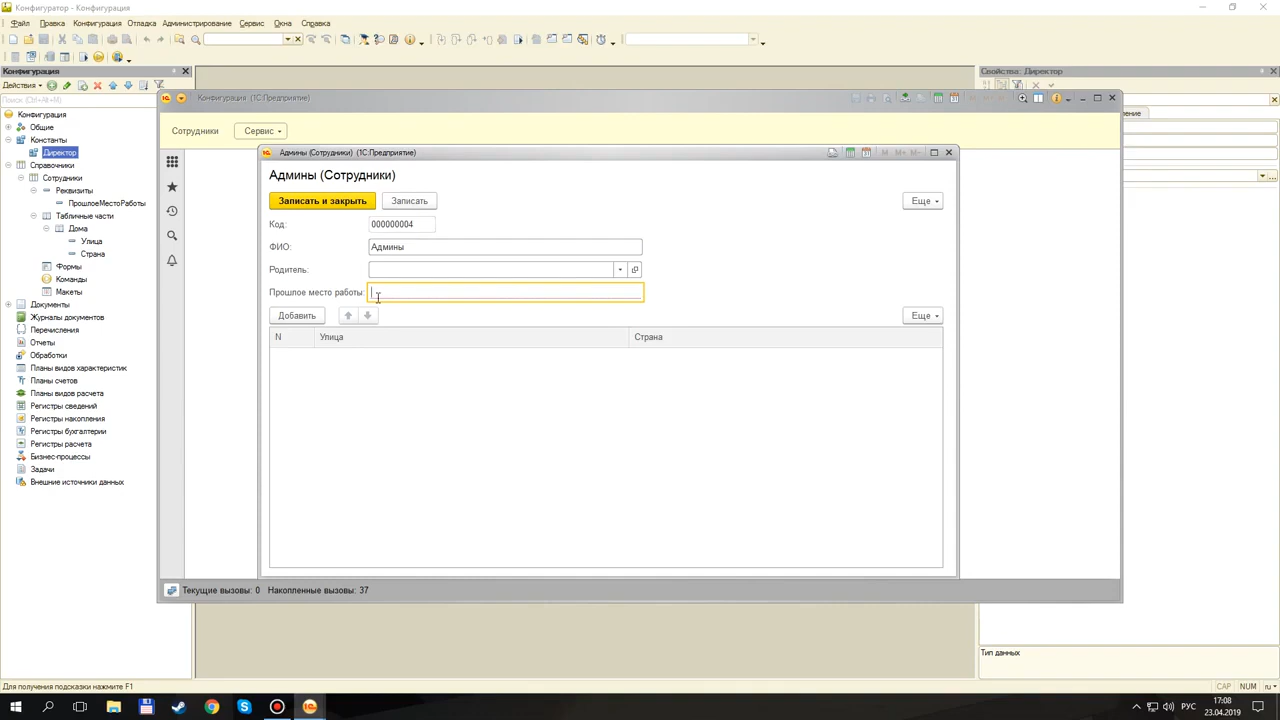 Конфигуратор - Конфигурация
Файл Правка Конфигурация Отладка Администрирование Сервис Окна Справка
Конфигурация
Свойства: Директор
Действия
Поиск (Ctrl+Alt+M)
Конфигурация
Общие
Константы
Директор
Справочники
Сотрудники
Реквизиты
ПрошлоеМестоРаботы
Табличные части
Дома
Улица
Страна
Формы
Команды
Макеты
Документы
Журналы документов
Перечисления
Отчеты
Обработки
Планы видов характеристик
Планы счетов
Планы видов расчета
Регистры сведений
Регистры накопления
Регистры бухгалтерии
Регистры расчета
Бизнес-процессы
Задачи
Внешние источники данных
Конфигурация (1С:Предприятие)
M M+ M-
Сотрудники Сервис
Админы (Сотрудники) (1С:Предприятие)
M M+ M-
Админы (Сотрудники)
Записать и закрыть Записать Еще
Код: 000000004
ФИО: Админы
Родитель:
Прошлое место работы:
Добавить Еще
N Улица Страна
Текущие вызовы: 0 Накопленные вызовы: 37
Тип данных
Для получения подсказки нажмите F1
CAP NUM ru
РУС
17:08
23.04.2019